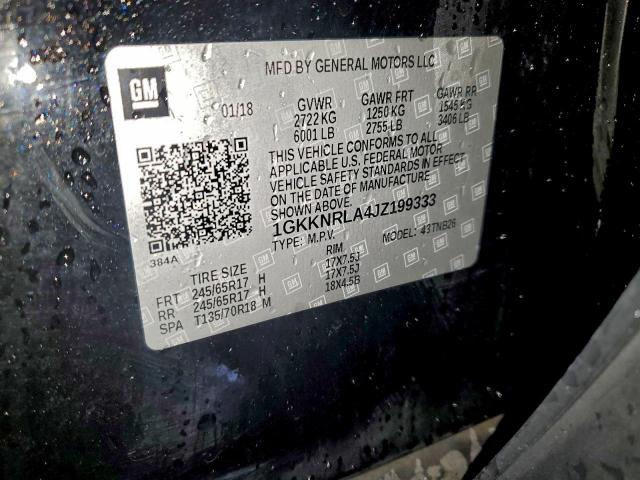 MFD BY GENERAL MOTORS LLC
GM
01/18
GVWR GAWR FRT GAWR RR
2722 KG 1250 KG 1545 KG
6001 LB 2755 LB 3406 LB
THIS VEHICLE CONFORMS TO ALL
APPLICABLE U.S. FEDERAL MOTOR
VEHICLE SAFETY STANDARDS IN EFFECT
ON THE DATE OF MANUFACTURE
SHOWN ABOVE.
1GKKNRLA4JZ199333
384A
TYPE: M.P.V. MODEL: 43TNB26
TIRE SIZE RIM
FRT 245/65R17 H 17X7.5J
RR 245/65R17 H 17X7.5J
SPA T135/70R18 M 18X4.5B